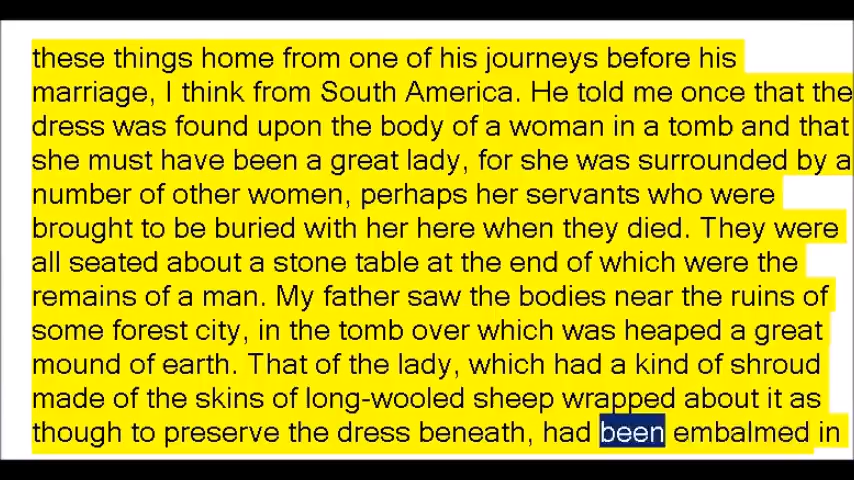 these things home from one of his journeys before his
marriage, I think from South America. He told me once that the
dress was found upon the body of a woman in a tomb and that
she must have been a great lady, for she was surrounded by a
number of other women, perhaps her servants who were
brought to be buried with her here when they died. They were
all seated about a stone table at the end of which were the
remains of a man. My father saw the bodies near the ruins of
some forest city, in the tomb over which was heaped a great
mound of earth. That of the lady, which had a kind of shroud
made of the skins of long-wooled sheep wrapped about it as
though to preserve the dress beneath, had been embalmed in